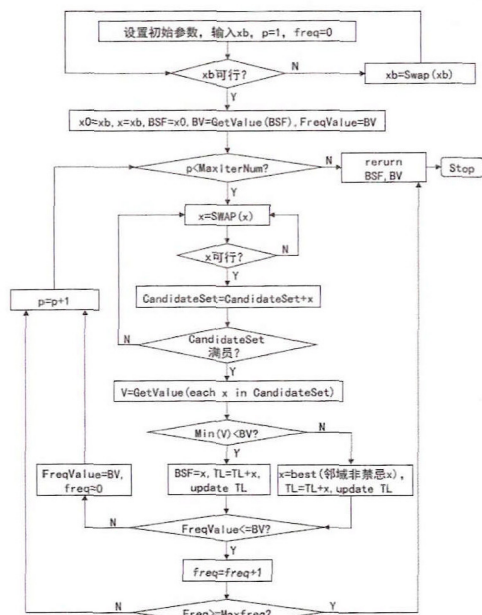 设置初始参数, 输入xb, p=1, freq=0
xb可行?
N
xb=Swap(xb)
Y
x0=xb, x=xb, BSF=x0, BV=GetValue(BSF), FreqValue=BV
p<MaxiterNum?
N
rerurn
BSF, BV
Stop
Y
x=SWAP(x)
x可行?
N
Y
p=p+1
CandidateSet=CandidateSet+x
CandidateSet
满员?
N
Y
V=GetValue(each x in CandidateSet)
Min(V)<BV?
N
Y
FreqValue=BV,
freq=0
BSF=x, TL=TL+x,
update TL
x=best(邻域非禁忌x),
TL=TL+x, update TL
N
FreqValue<=BV?
Y
freq=freq+1
N
Freq>=Maxfreq?
Y